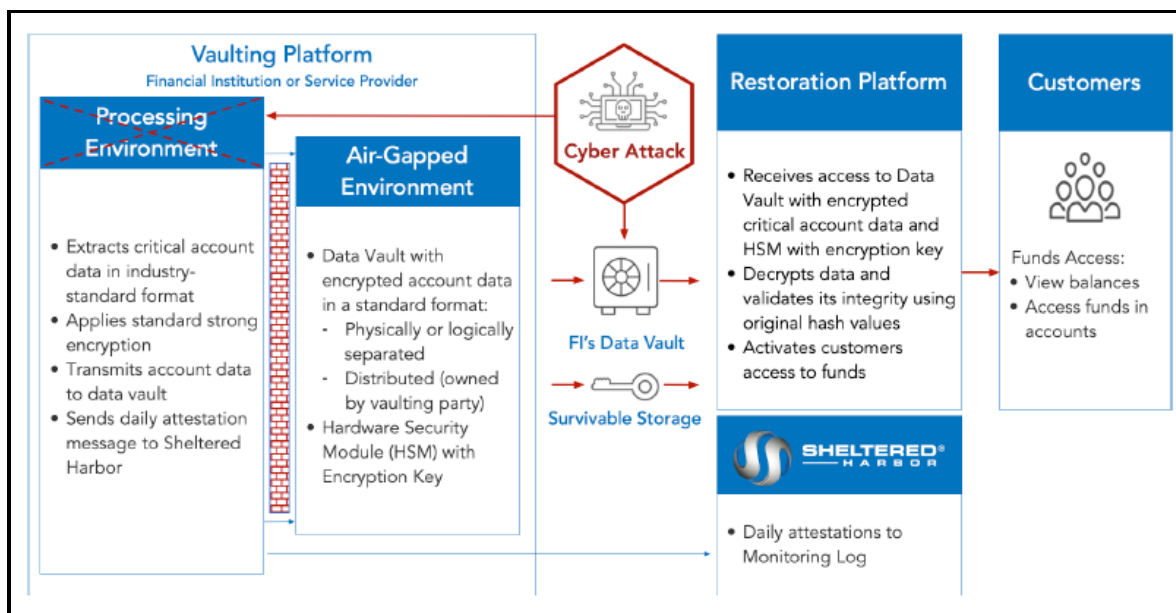 Vaulting Platform
Financial Institution or Service Provider
Processing
Environment
• Extracts critical account
data in industry-
standard format
• Applies standard strong
encryption
• Transmits account data
to data vault
• Sends daily attestation
message to Sheltered
Harbor
Air-Gapped
Environment
• Data Vault with
encrypted account data
in a standard format:
- Physically or logically
separated
- Distributed (owned
by vaulting party)
• Hardware Security
Module (HSM) with
Encryption Key
Cyber Attack
FI's Data Vault
Survivable Storage
Restoration Platform
• Receives access to Data
Vault with encrypted
critical account data and
HSM with encryption key
• Decrypts data and
validates its integrity using
original hash values
• Activates customers
access to funds
SHELTERED®
HARBOR
• Daily attestations to
Monitoring Log
Customers
Funds Access:
• View balances
• Access funds in
accounts